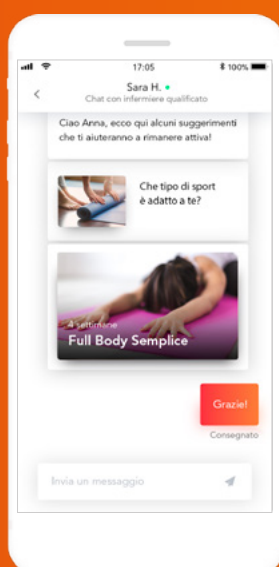 17:05
100%
Sara H.
Chat con infermiere qualificato
Ciao Anna, ecco qui alcuni suggerimenti
che ti aiuteranno a rimanere attiva!
Che tipo di sport
è adatto a te?
4 settimane
Full Body Semplice
Grazie!
Consegnato
Invia un messaggio